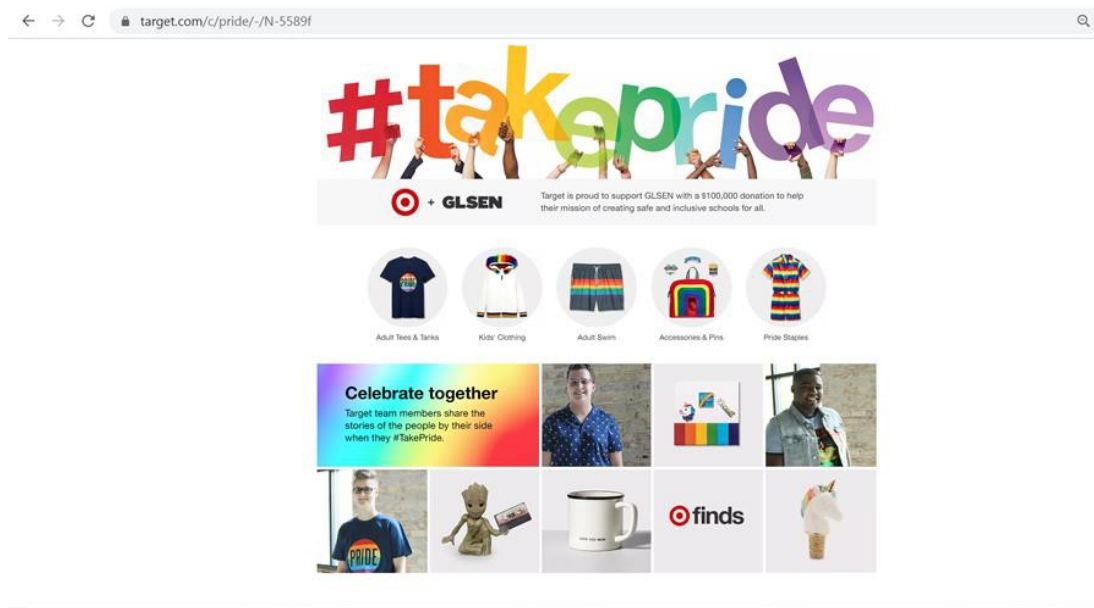 target.com/c/pride/-/N-5589f
#takepride
+ GLSEN
Target is proud to support GLSEN with a $100,000 donation to help
their mission of creating safe and inclusive schools for all.
PRIDE
Adult Tees & Tanks
Kids' Clothing
Adult Swim
Accessories & Pins
Pride Staples
Celebrate together
Target team members share the
stories of the people by their side
when they #TakePride.
PRIDE
finds